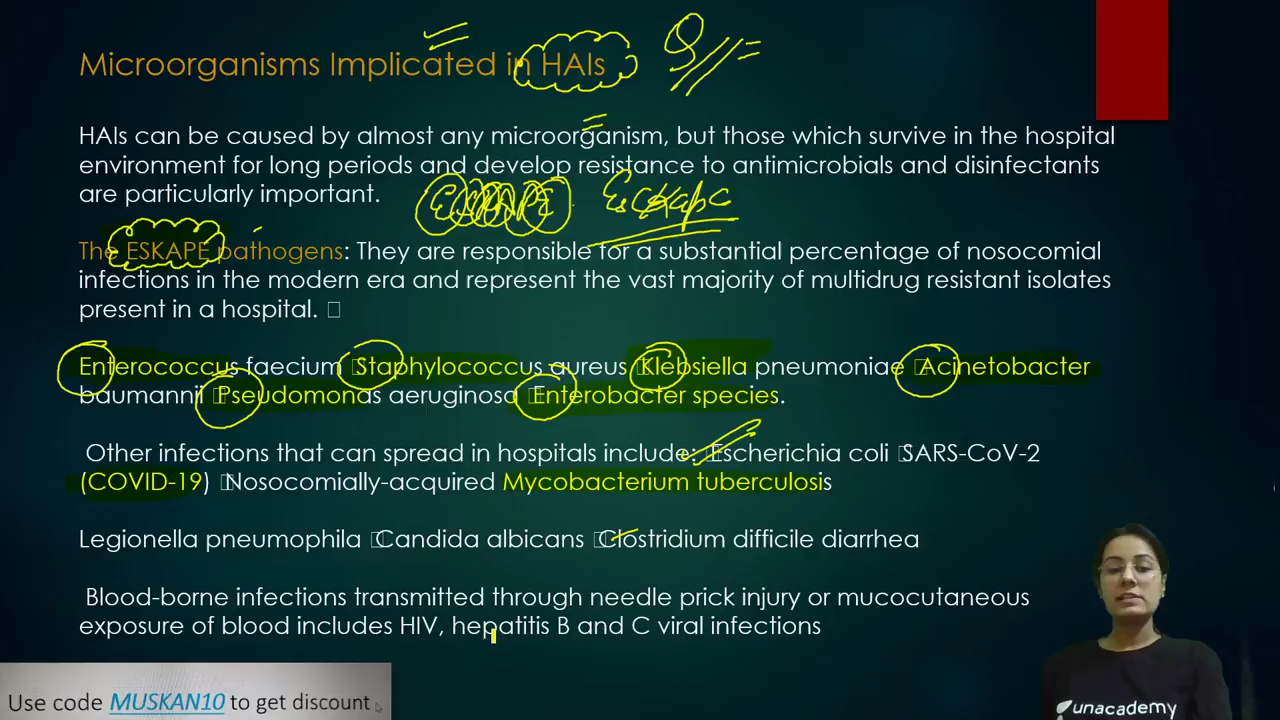 Microorganisms Implicated in HAIs
HAIs can be caused by almost any microorganism, but those which survive in the hospital
environment for long periods and develop resistance to antimicrobials and disinfectants
are particularly important.
ESKAPE Eskape
The ESKAPE pathogens: They are responsible for a substantial percentage of nosocomial
infections in the modern era and represent the vast majority of multidrug resistant isolates
present in a hospital.
Enterococcus faecium Staphylococcus aureus Klebsiella pneumoniae Acinetobacter
baumannii Pseudomonas aeruginosa Enterobacter species.
Other infections that can spread in hospitals include: Escherichia coli SARS-CoV-2
(COVID-19) Nosocomially-acquired Mycobacterium tuberculosis
Legionella pneumophila Candida albicans Clostridium difficile diarrhea
Blood-borne infections transmitted through needle prick injury or mucocutaneous
exposure of blood includes HIV, hepatitis B and C viral infections
Use code MUSKAN10 to get discount
unacademy